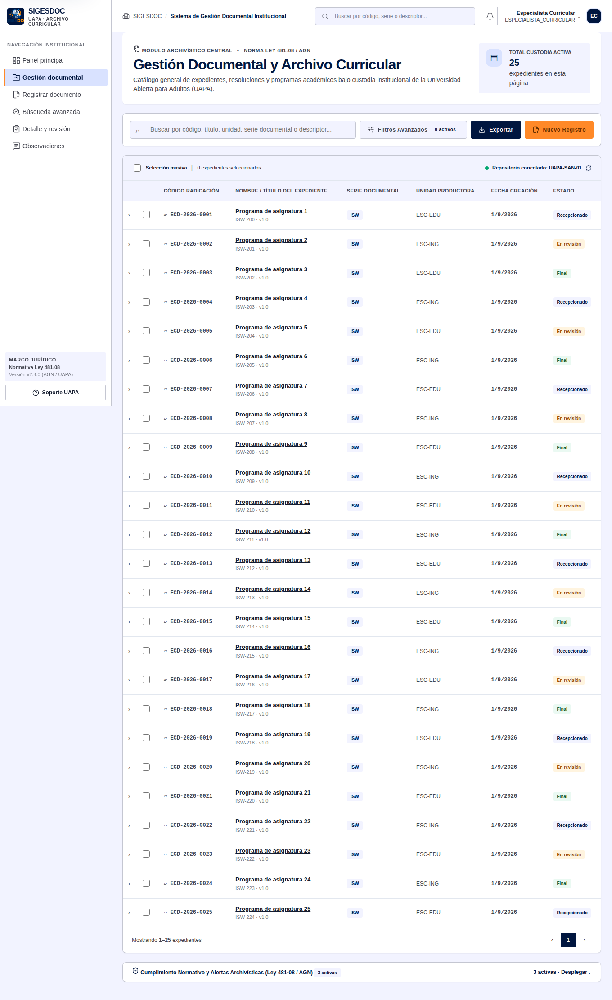 SIGESDOC
UAPA · ARCHIVO
CURRICULAR
SIGESDOC / Sistema de Gestión Documental Institucional
Buscar por código, serie o descriptor...
Especialista Curricular
ESPECIALISTA_CURRICULAR
EC
NAVEGACIÓN INSTITUCIONAL
Panel principal
Gestión documental
Registrar documento
Búsqueda avanzada
Detalle y revisión
Observaciones
MARCO JURÍDICO
Normativa Ley 481-08
Versión v2.4.0 (AGN / UAPA)
Soporte UAPA
MÓDULO ARCHIVÍSTICO CENTRAL • NORMA LEY 481-08 / AGN
Gestión Documental y Archivo Curricular
Catálogo general de expedientes, resoluciones y programas académicos bajo custodia institucional de la Universidad
Abierta para Adultos (UAPA).
TOTAL CUSTODIA ACTIVA
25
expedientes en esta
página
Buscar por código, título, unidad, serie documental o descriptor...
Filtros Avanzados 0 activos
Exportar
Nuevo Registro
Selección masiva | 0 expedientes seleccionados
Repositorio conectado: UAPA-SAN-01
CÓDIGO RADICACIÓN NOMBRE / TÍTULO DEL EXPEDIENTE SERIE DOCUMENTAL UNIDAD PRODUCTORA FECHA CREACIÓN ESTADO
ECD-2026-0001 Programa de asignatura 1 ISW ESC-EDU 1/9/2026 Recepcionado
ISW-200 · v1.0
ECD-2026-0002 Programa de asignatura 2 ISW ESC-ING 1/9/2026 En revisión
ISW-201 · v1.0
ECD-2026-0003 Programa de asignatura 3 ISW ESC-EDU 1/9/2026 Final
ISW-202 · v1.0
ECD-2026-0004 Programa de asignatura 4 ISW ESC-ING 1/9/2026 Recepcionado
ISW-203 · v1.0
ECD-2026-0005 Programa de asignatura 5 ISW ESC-EDU 1/9/2026 En revisión
ISW-204 · v1.0
ECD-2026-0006 Programa de asignatura 6 ISW ESC-ING 1/9/2026 Final
ISW-205 · v1.0
ECD-2026-0007 Programa de asignatura 7 ISW ESC-EDU 1/9/2026 Recepcionado
ISW-206 · v1.0
ECD-2026-0008 Programa de asignatura 8 ISW ESC-ING 1/9/2026 En revisión
ISW-207 · v1.0
ECD-2026-0009 Programa de asignatura 9 ISW ESC-EDU 1/9/2026 Final
ISW-208 · v1.0
ECD-2026-0010 Programa de asignatura 10 ISW ESC-ING 1/9/2026 Recepcionado
ISW-209 · v1.0
ECD-2026-0011 Programa de asignatura 11 ISW ESC-EDU 1/9/2026 En revisión
ISW-210 · v1.0
ECD-2026-0012 Programa de asignatura 12 ISW ESC-ING 1/9/2026 Final
ISW-211 · v1.0
ECD-2026-0013 Programa de asignatura 13 ISW ESC-EDU 1/9/2026 Recepcionado
ISW-212 · v1.0
ECD-2026-0014 Programa de asignatura 14 ISW ESC-ING 1/9/2026 En revisión
ISW-213 · v1.0
ECD-2026-0015 Programa de asignatura 15 ISW ESC-EDU 1/9/2026 Final
ISW-214 · v1.0
ECD-2026-0016 Programa de asignatura 16 ISW ESC-ING 1/9/2026 Recepcionado
ISW-215 · v1.0
ECD-2026-0017 Programa de asignatura 17 ISW ESC-EDU 1/9/2026 En revisión
ISW-216 · v1.0
ECD-2026-0018 Programa de asignatura 18 ISW ESC-ING 1/9/2026 Final
ISW-217 · v1.0
ECD-2026-0019 Programa de asignatura 19 ISW ESC-EDU 1/9/2026 Recepcionado
ISW-218 · v1.0
ECD-2026-0020 Programa de asignatura 20 ISW ESC-ING 1/9/2026 En revisión
ISW-219 · v1.0
ECD-2026-0021 Programa de asignatura 21 ISW ESC-EDU 1/9/2026 Final
ISW-220 · v1.0
ECD-2026-0022 Programa de asignatura 22 ISW ESC-ING 1/9/2026 Recepcionado
ISW-221 · v1.0
ECD-2026-0023 Programa de asignatura 23 ISW ESC-EDU 1/9/2026 En revisión
ISW-222 · v1.0
ECD-2026-0024 Programa de asignatura 24 ISW ESC-ING 1/9/2026 Final
ISW-223 · v1.0
ECD-2026-0025 Programa de asignatura 25 ISW ESC-EDU 1/9/2026 Recepcionado
ISW-224 · v1.0
Mostrando 1–25 expedientes
‹ 1 ›
Cumplimiento Normativo y Alertas Archivísticas (Ley 481-08 / AGN) 3 activas
3 activas · Desplegar